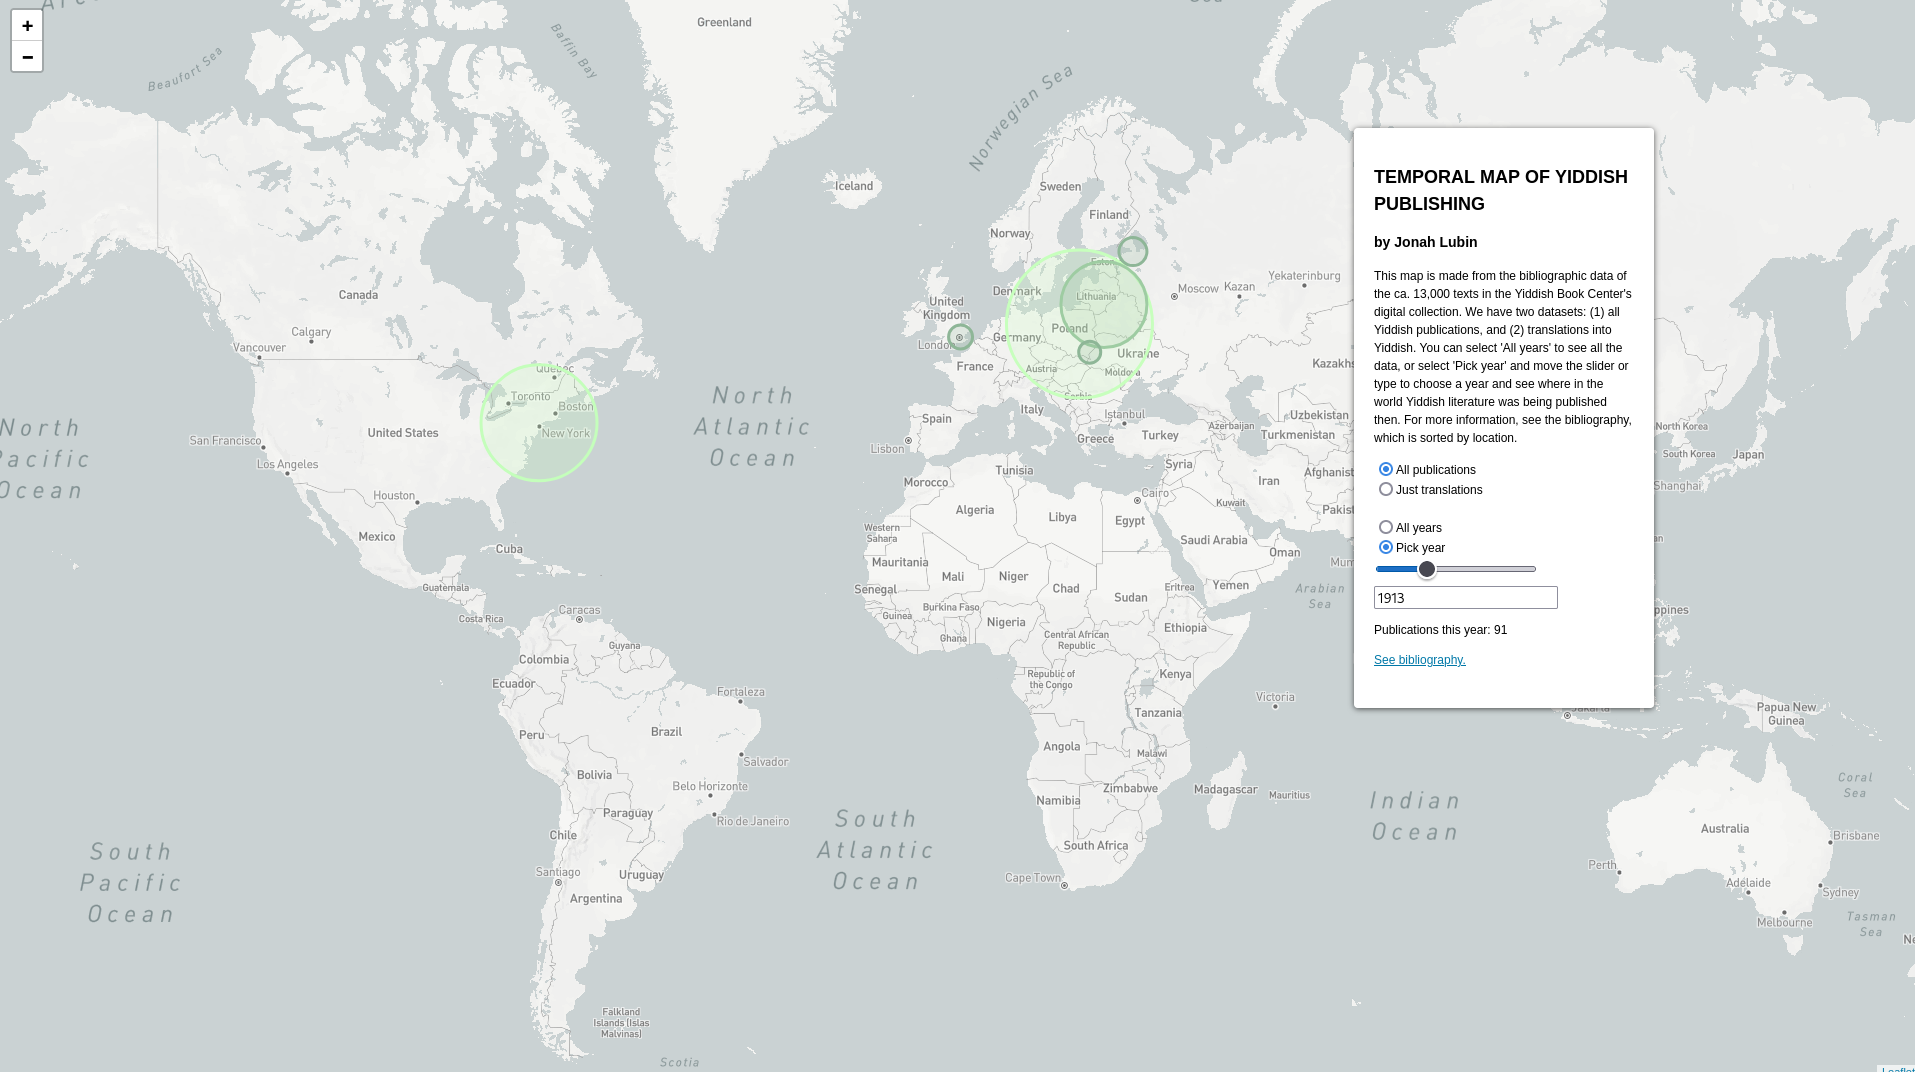 +
−
Beaufort Sea
Baffin Bay
Greenland
Norwegian Sea
Iceland
Sweden
Finland
Norway
Yekaterinburg
Moscow
Kazan
Denmark
Lithuania
United
Kingdom
London
Poland
Germany
Ukraine
France
Austria
Moldova
Serbia
Kazakhs
Canada
Calgary
Vancouver
Quebec
Toronto
Boston
New York
United States
San Francisco
Los Angeles
Houston
Mexico
Cuba
Guatemala
Costa Rica
Caracas
North
Atlantic
Ocean
North
Pacific
Ocean
Spain
Lisbon
Italy
Istanbul
Greece
Turkey
Azerbaijan
Uzbekistan
Turkmenistan
Tunisia
Syria
Morocco
Cairo
Iran
Afghanist
Kuwait
Pakist
Algeria
Libya
Egypt
Western
Sahara
Saudi Arabia
Oman
Mum
Mauritania
Mali
Niger
Chad
Sudan
Eritrea
Yemen
Arabian
Sea
Senegal
Guinea
Burkina Faso
Ghana
Nigeria
Central African
Republic
Ethiopia
Republic of
the Congo
Kenya
Tanzania
Victoria
Angola
Malawi
Zimbabwe
Namibia
Madagascar
Mauritius
South Africa
Cape Town
Guyana
Colombia
Ecuador
Fortaleza
Peru
Brazil
Salvador
Bolivia
Belo Horizonte
Paraguay
Rio de Janeiro
Chile
Santiago
Uruguay
Argentina
South
Atlantic
Ocean
South
Pacific
Ocean
Falkland
Islands (Islas
Malvinas)
Scotia
Indian
Ocean
TEMPORAL MAP OF YIDDISH
PUBLISHING
by Jonah Lubin
This map is made from the bibliographic data of
the ca. 13,000 texts in the Yiddish Book Center's
digital collection. We have two datasets: (1) all
Yiddish publications, and (2) translations into
Yiddish. You can select 'All years' to see all the
data, or select 'Pick year' and move the slider or
type to choose a year and see where in the
world Yiddish literature was being published
then. For more information, see the bibliography,
which is sorted by location.
All publications
Just translations
All years
Pick year
1913
Publications this year: 91
See bibliography.
North Korea
South Korea
Japan
Shanghai
ppines
Jakarta
Papua New
Guinea
Coral
Sea
Australia
Brisbane
Perth
Adelaide
Sydney
Melbourne
Tasman
Sea
Leaflet